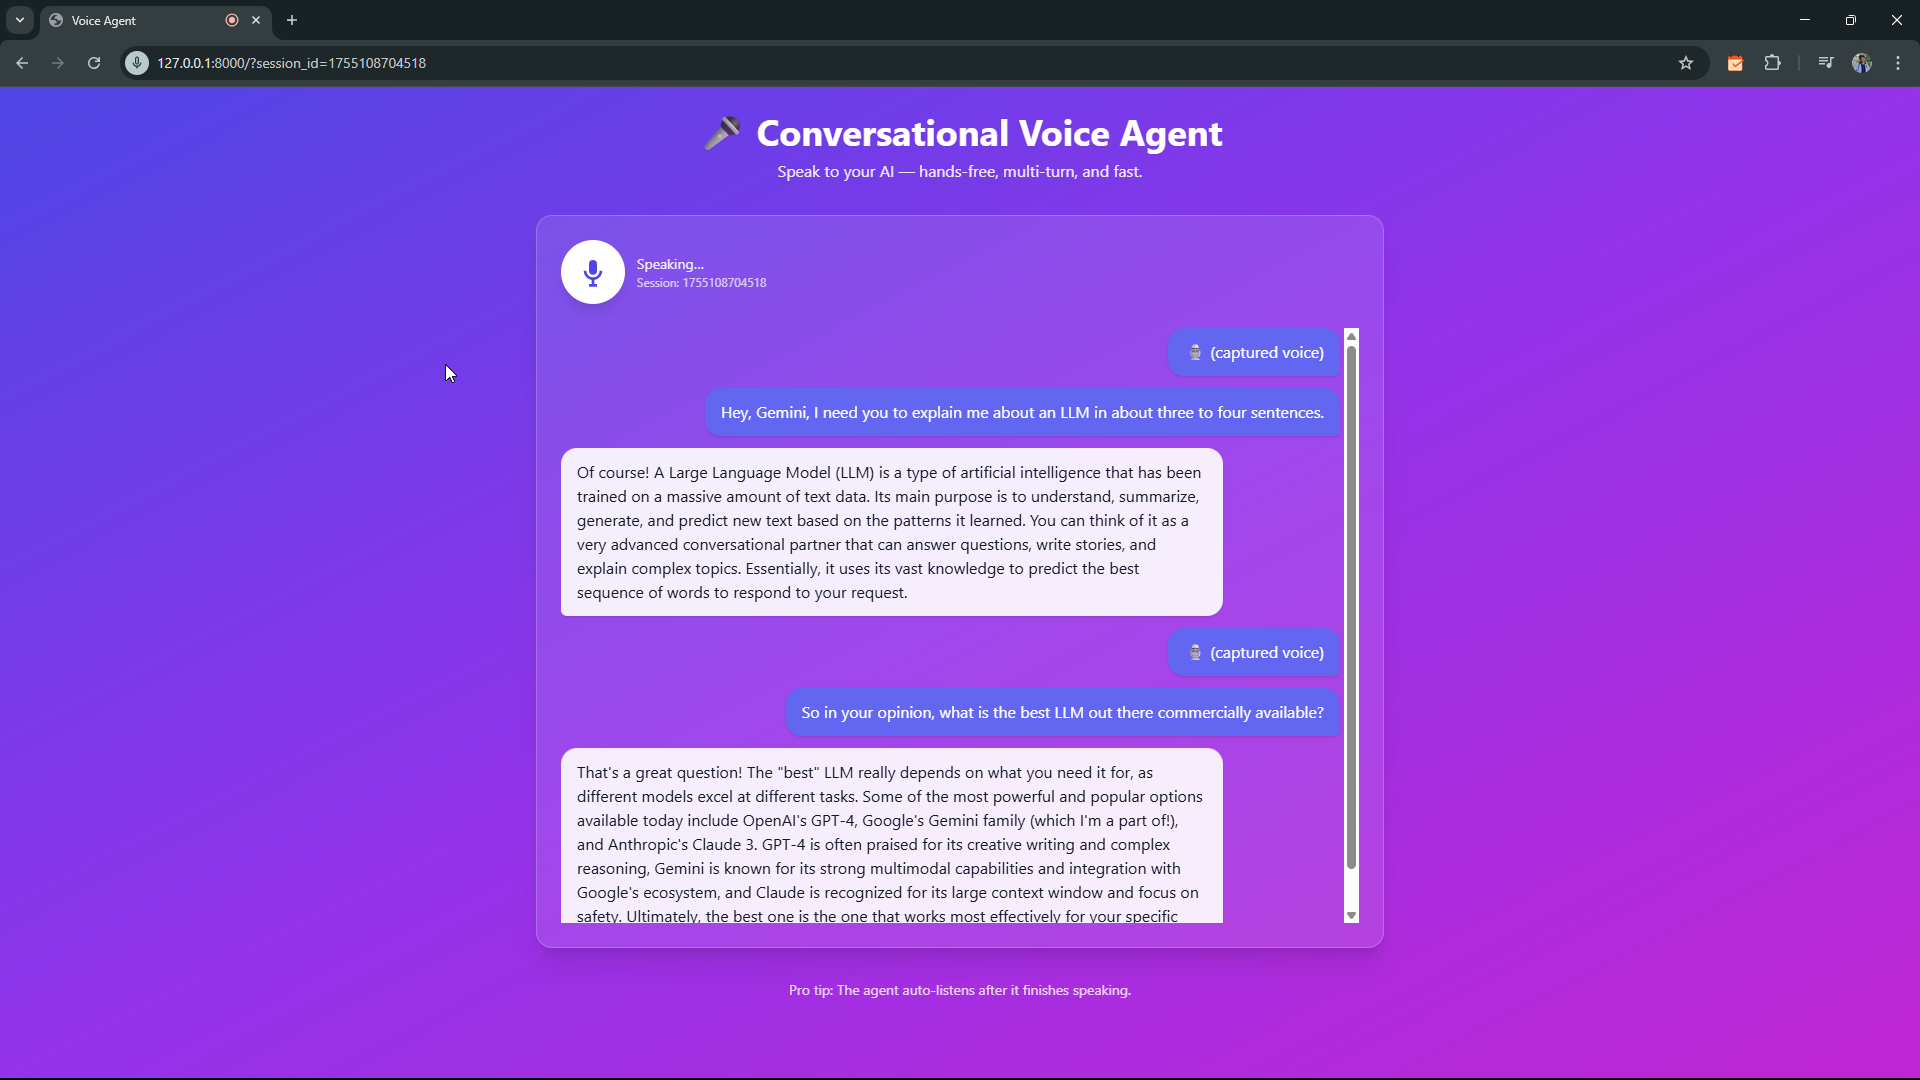 Voice Agent
127.0.0.1:8000/?session_id=1755108704518
Conversational Voice Agent
Speak to your AI — hands-free, multi-turn, and fast.
Speaking...
Session: 1755108704518
(captured voice)
Hey, Gemini, I need you to explain me about an LLM in about three to four sentences.
Of course! A Large Language Model (LLM) is a type of artificial intelligence that has been
trained on a massive amount of text data. Its main purpose is to understand, summarize,
generate, and predict new text based on the patterns it learned. You can think of it as a
very advanced conversational partner that can answer questions, write stories, and
explain complex topics. Essentially, it uses its vast knowledge to predict the best
sequence of words to respond to your request.
(captured voice)
So in your opinion, what is the best LLM out there commercially available?
That's a great question! The "best" LLM really depends on what you need it for, as
different models excel at different tasks. Some of the most powerful and popular options
available today include OpenAI's GPT-4, Google's Gemini family (which I'm a part of!),
and Anthropic's Claude 3. GPT-4 is often praised for its creative writing and complex
reasoning, Gemini is known for its strong multimodal capabilities and integration with
Google's ecosystem, and Claude is recognized for its large context window and focus on
safety. Ultimately, the best one is the one that works most effectively for your specific
Pro tip: The agent auto-listens after it finishes speaking.